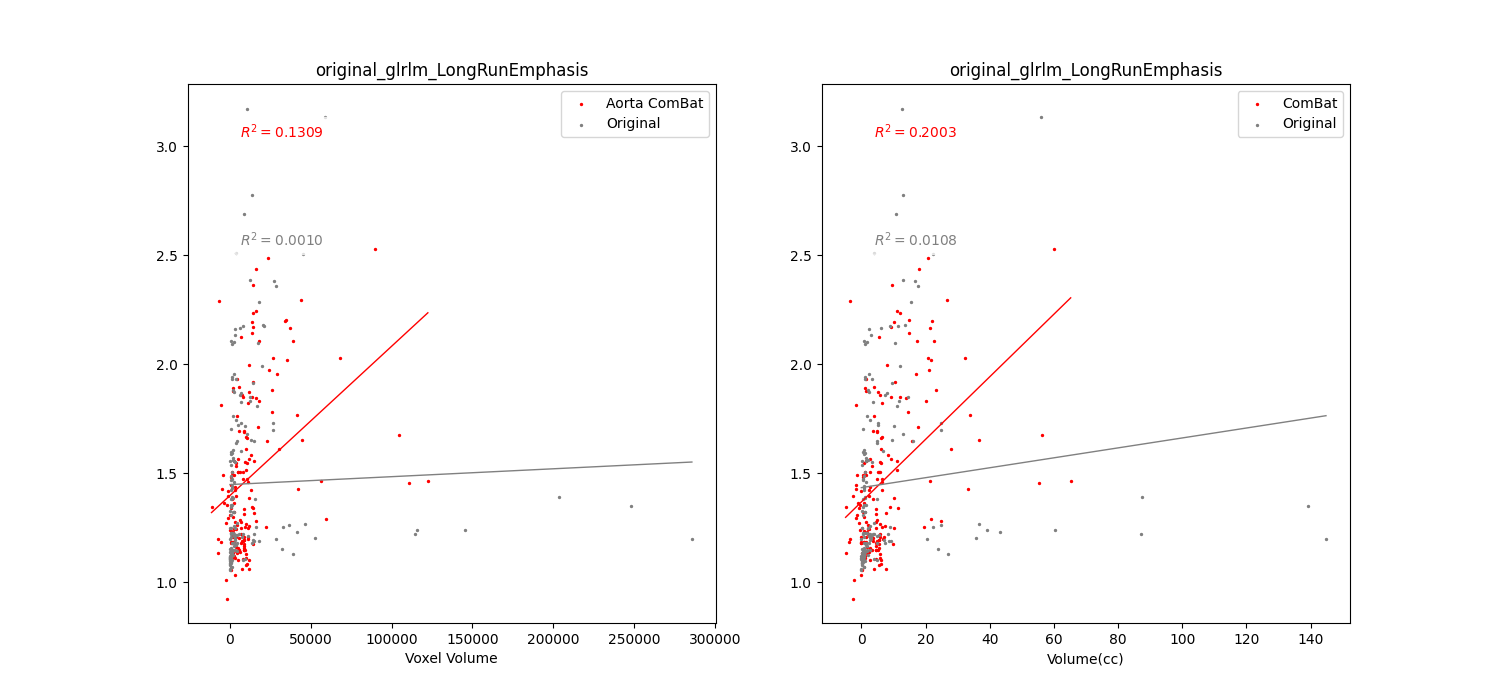 original_glrlm_LongRunEmphasis
Aorta ComBat
Original
R² = 0.1309
R² = 0.0010
3.0
2.5
2.0
1.5
1.0
0
50000
100000
150000
200000
250000
300000
Voxel Volume
original_glrlm_LongRunEmphasis
ComBat
Original
R² = 0.2003
R² = 0.0108
3.0
2.5
2.0
1.5
1.0
0
20
40
60
80
100
120
140
Volume(cc)